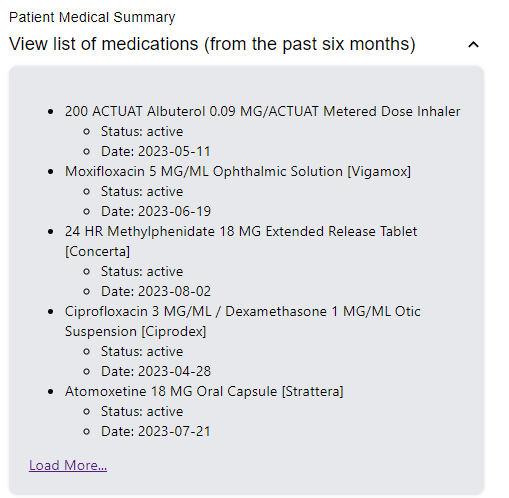 Patient Medical Summary
View list of medications (from the past six months)
200 ACTUAT Albuterol 0.09 MG/ACTUAT Metered Dose Inhaler
Status: active
Date: 2023-05-11
Moxifloxacin 5 MG/ML Ophthalmic Solution [Vigamox]
Status: active
Date: 2023-06-19
24 HR Methylphenidate 18 MG Extended Release Tablet
[Concerta]
Status: active
Date: 2023-08-02
Ciprofloxacin 3 MG/ML / Dexamethasone 1 MG/ML Otic
Suspension [Ciprodex]
Status: active
Date: 2023-04-28
Atomoxetine 18 MG Oral Capsule [Strattera]
Status: active
Date: 2023-07-21
Load More...